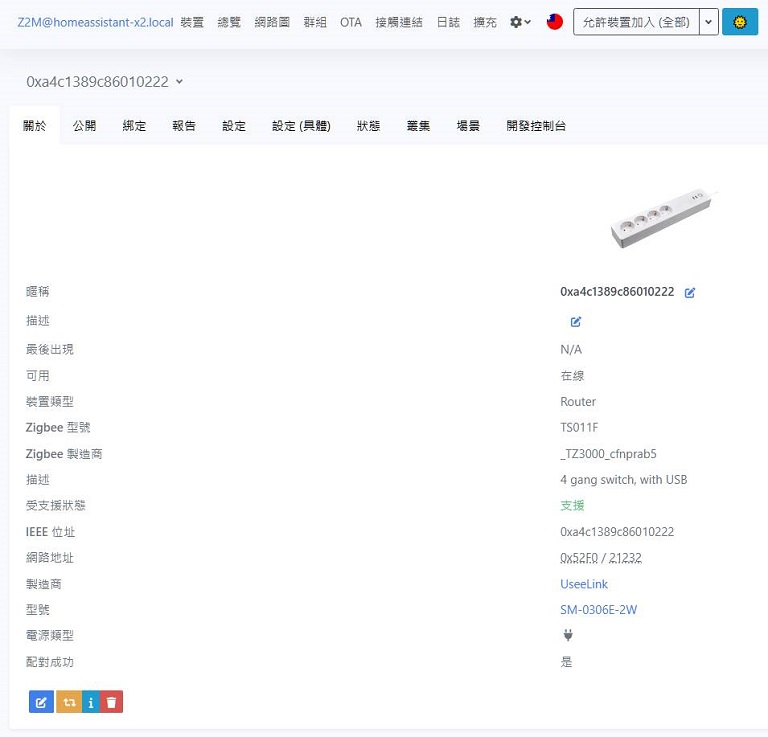 Z2M@homeassistant-x2.local 裝置 總覽 網路圖 群組 OTA 接觸連結 日誌 擴充 允許裝置加入 (全部)
0xa4c1389c86010222
關於 公開 綁定 報告 設定 設定 (具體) 狀態 叢集 場景 開發控制台
暱稱 0xa4c1389c86010222
描述
最後出現 N/A
可用 在線
裝置類型 Router
Zigbee 型號 TS011F
Zigbee 製造商 _TZ3000_cfnprab5
描述 4 gang switch, with USB
受支援狀態 支援
IEEE 位址 0xa4c1389c86010222
網路地址 0x52F0 / 21232
製造商 UseeLink
型號 SM-0306E-2W
電源類型
配對成功 是